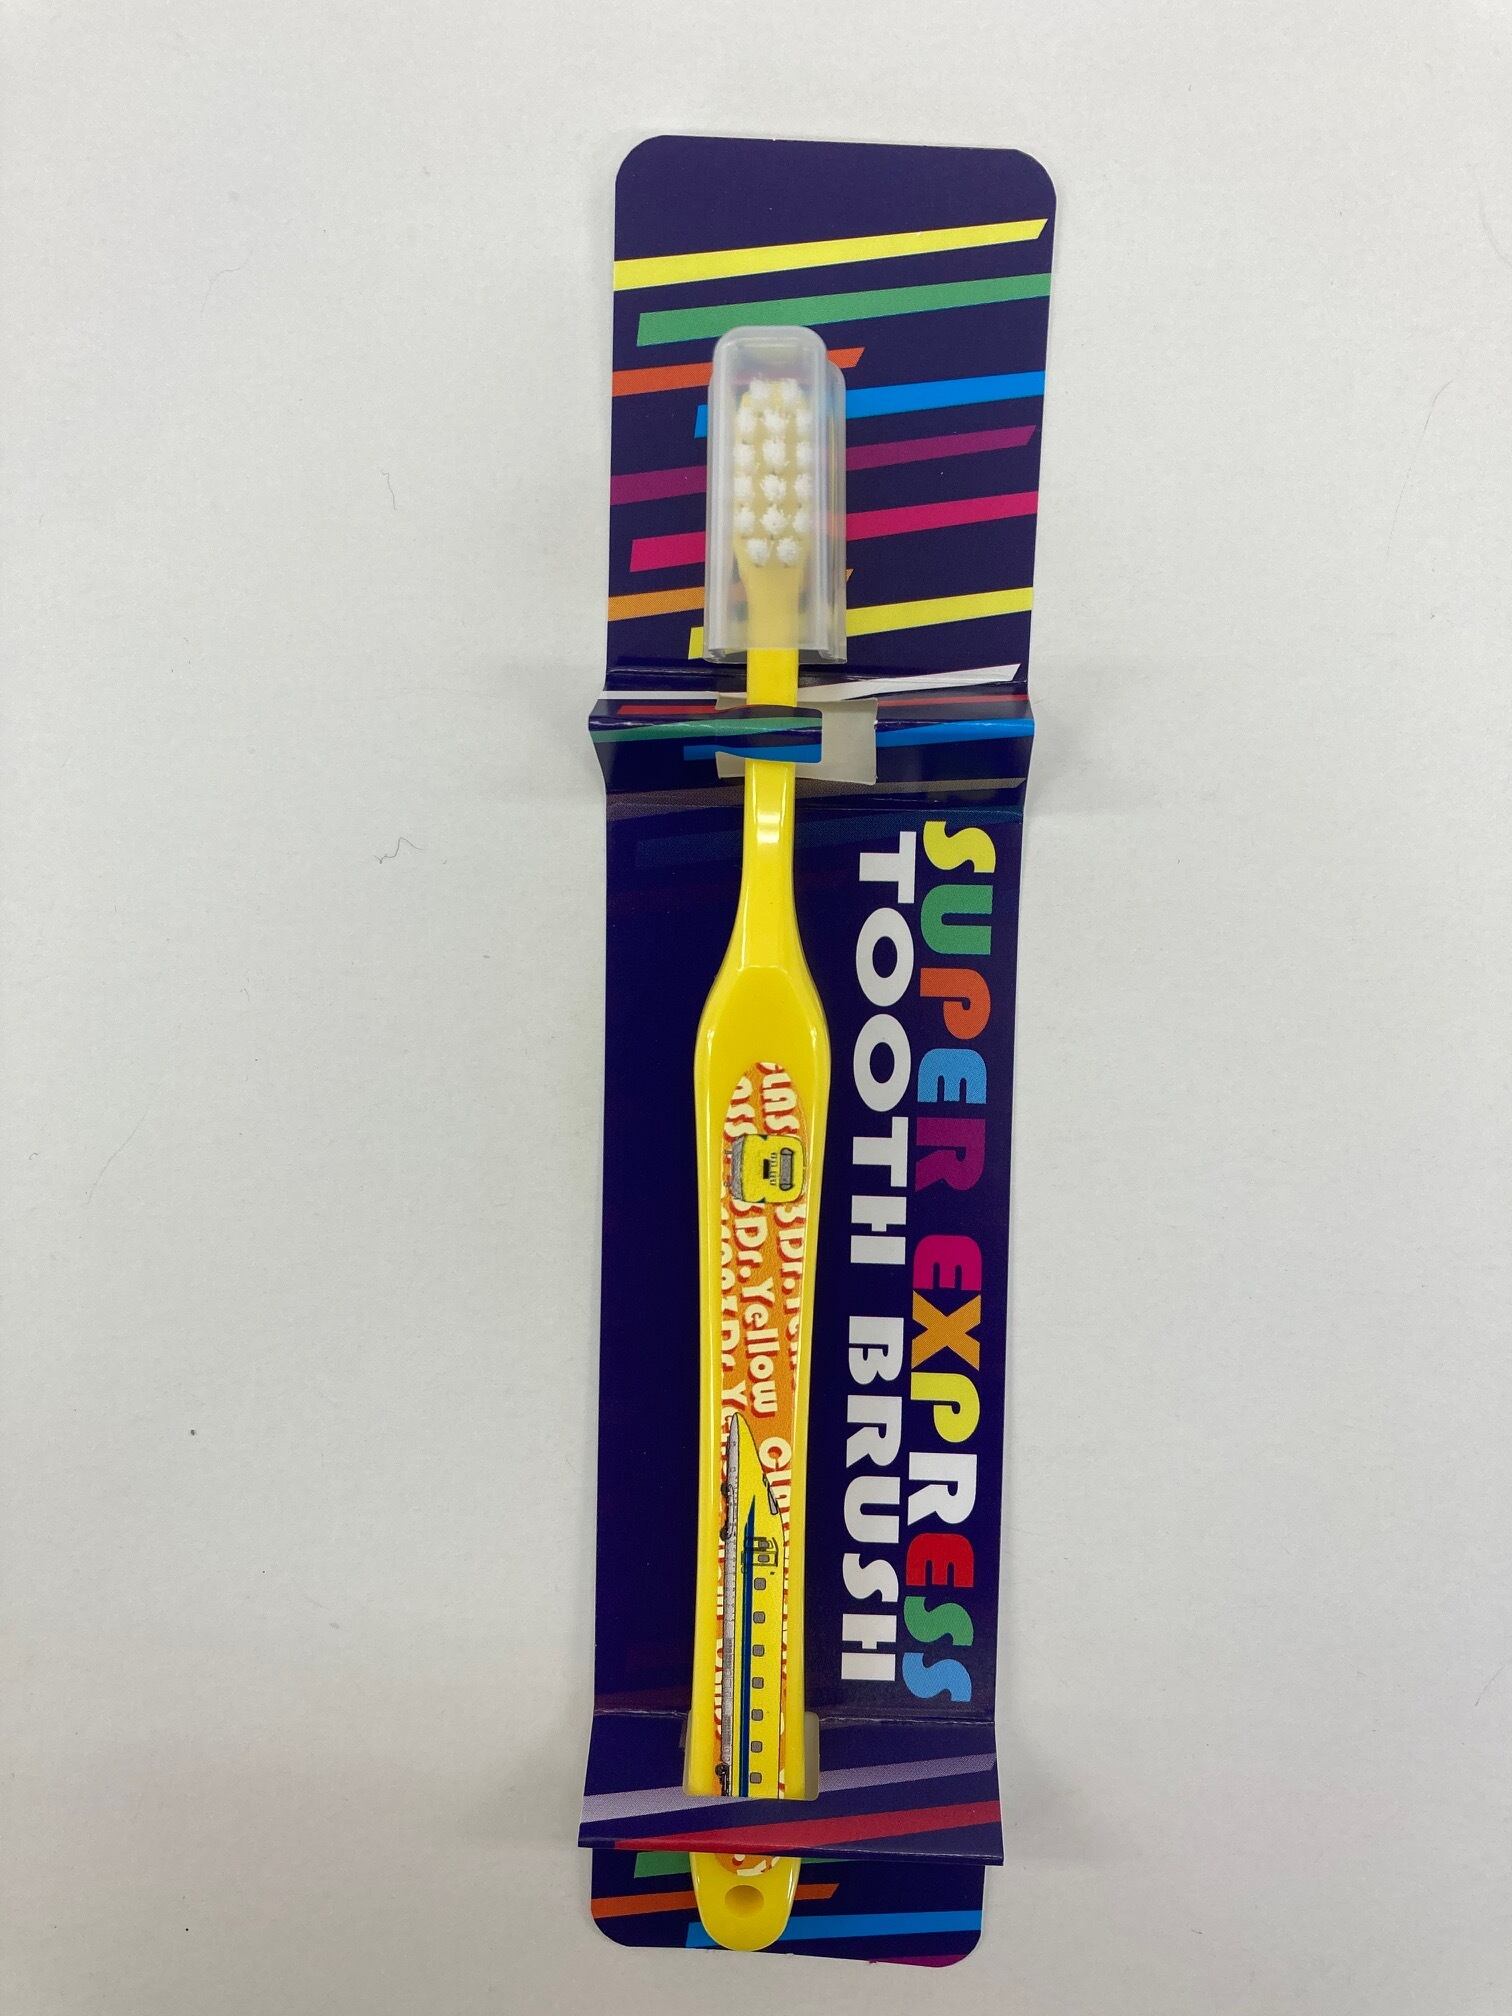 SUPER EXPRESS
TOOTH BRUSH
Dr. Yellow